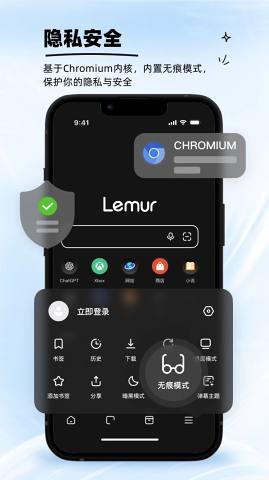 隐私安全
基于Chromium内核，内置无痕模式，
保护你的隐私与安全
9:41
CHROMIUM
Lemur
ChatGPT Xbox 网站 商店 小说
立即登录
书签 历史 下载
添加书签 分享 暗黑模式 无痕模式 弹幕主题